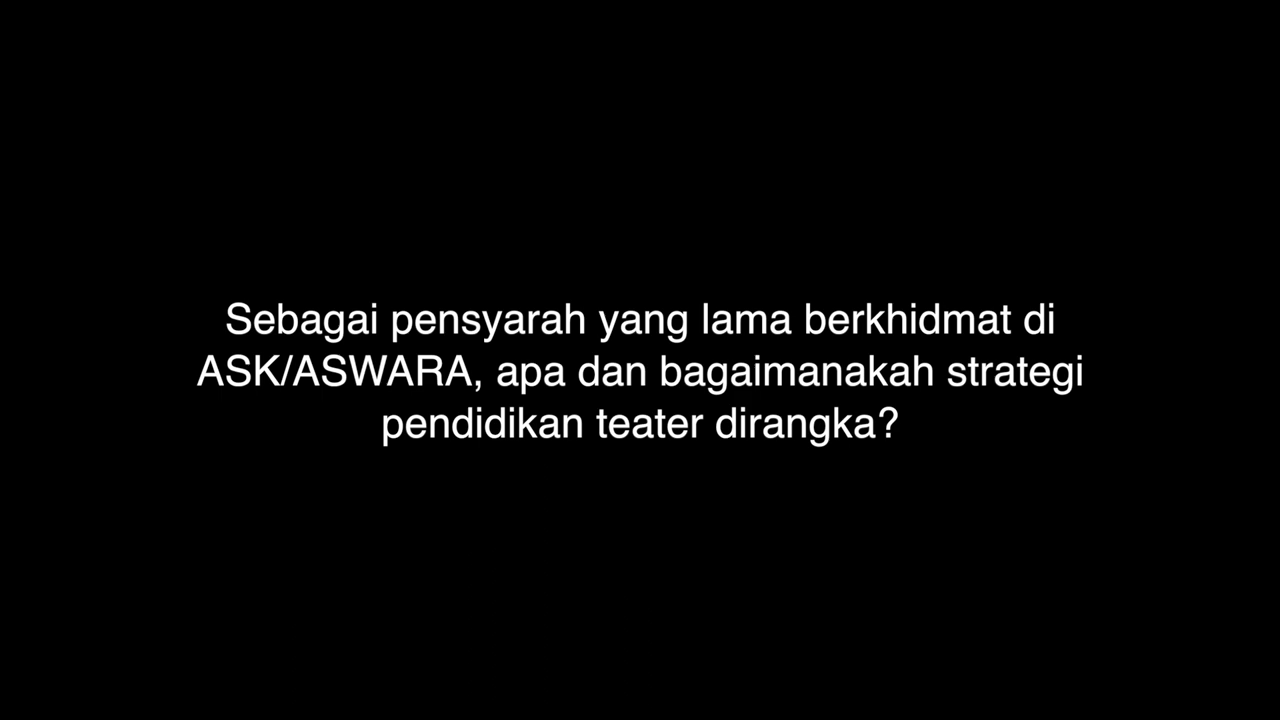 Sebagai pensyarah yang lama berkhidmat di
ASK/ASWARA, apa dan bagaimanakah strategi
pendidikan teater dirangka?